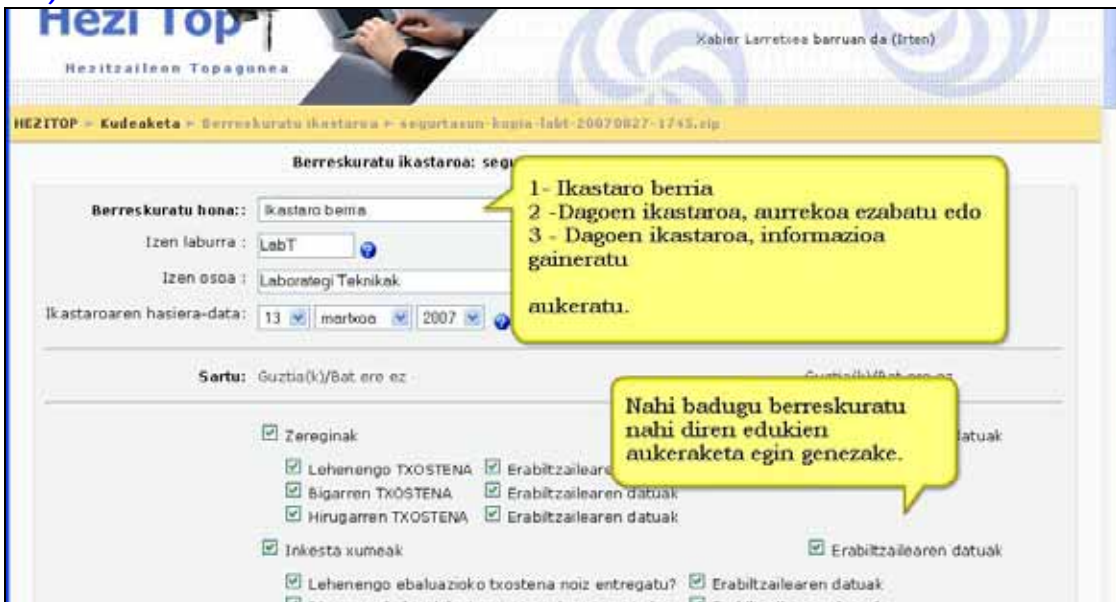 Hezi Top
Hezitzaileon Topagunea
Xabier Larretxea barruan da (Irten)
HEZITOP ► Kudeaketa ► Berreskuratu ikastaroa ► segurtasun-kopia-labt-20070827-1745.zip
Berreskuratu ikastaroa: segu
1- Ikastaro berria
2 -Dagoen ikastaroa, aurrekoa ezabatu edo
3 - Dagoen ikastaroa, informazioa
gaineratu
aukeratu.
Berreskuratu hona:: Ikastaro berria
Izen laburra : LabT
Izen osoa : Laborategi Teknikak
Ikastaroaren hasiera-data: 13 martxoa 2007
Sartu: Guztia(k)/Bat ere ez
Nahi badugu berreskuratu
nahi diren edukien
aukeraketa egin genezake.
Zereginak datuak
Lehenengo TXOSTENA Erabiltzaileare
Bigarren TXOSTENA Erabiltzailearen datuak
Hirugarren TXOSTENA Erabiltzailearen datuak
Inkesta xumeak Erabiltzailearen datuak
Lehenengo ebaluazioko txostena noiz entregatu? Erabiltzailearen datuak